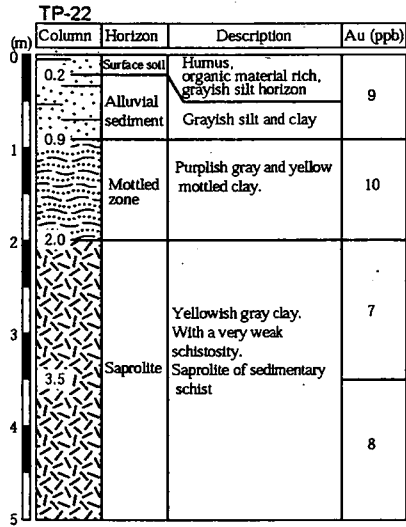 TP-22
(m) Column Horizon Description Au (ppb)
0
0.2
Surface soil
Humus,
organic material rich,
grayish silt horizon
Alluvial
sediment
Grayish silt and clay
9
0.9
1
Mottled
zone
Purplish gray and yellow
mottled clay.
10
2.0
2
Saprolite
Yellowish gray clay.
With a very weak
schistosity.
Saprolite of sedimentary
schist
7
3
3.5
8
4
5